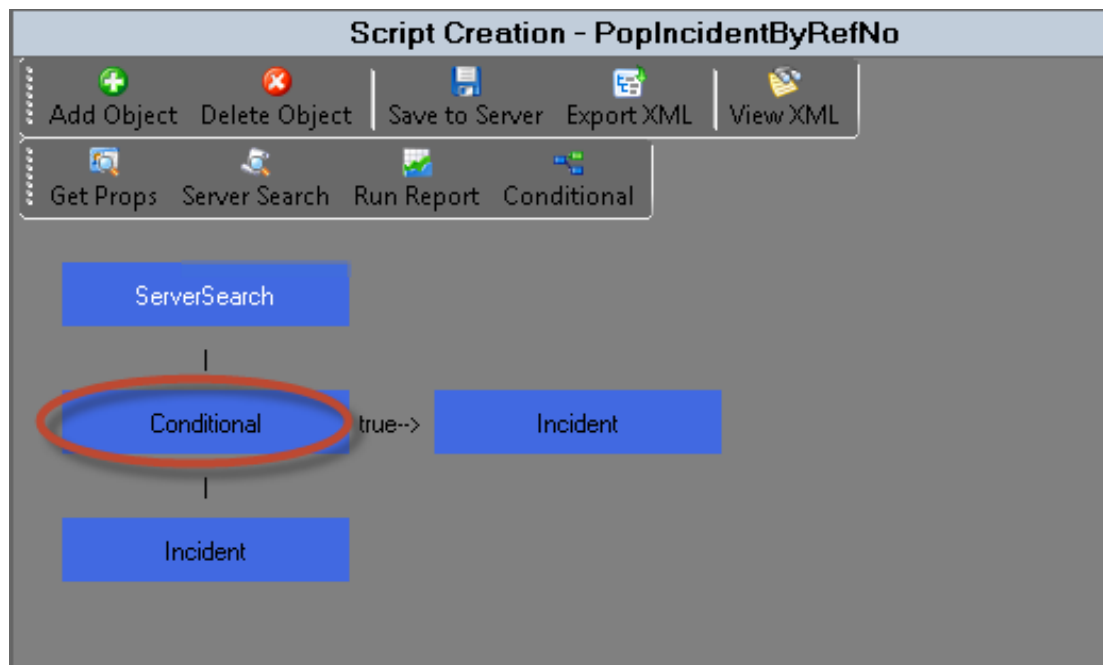 Script Creation - PopIncidentByRefNo
Add Object Delete Object Save to Server Export XML View XML
Get Props Server Search Run Report Conditional
ServerSearch
|
Conditional true--> Incident
|
Incident